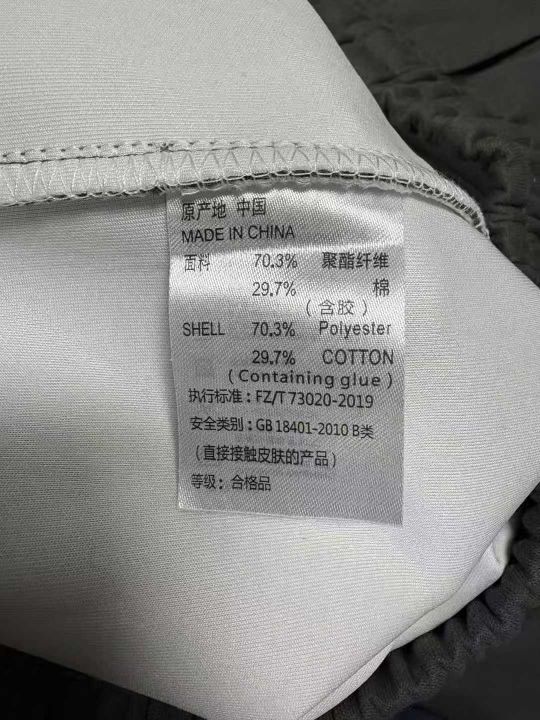 原产地 中国
MADE IN CHINA
面料 70.3% 聚酯纤维
29.7% 棉
(含胶)
SHELL 70.3% Polyester
29.7% COTTON
(Containing glue)
执行标准：FZ/T 73020-2019
安全类别：GB 18401-2010 B类
(直接接触皮肤的产品)
等级：合格品